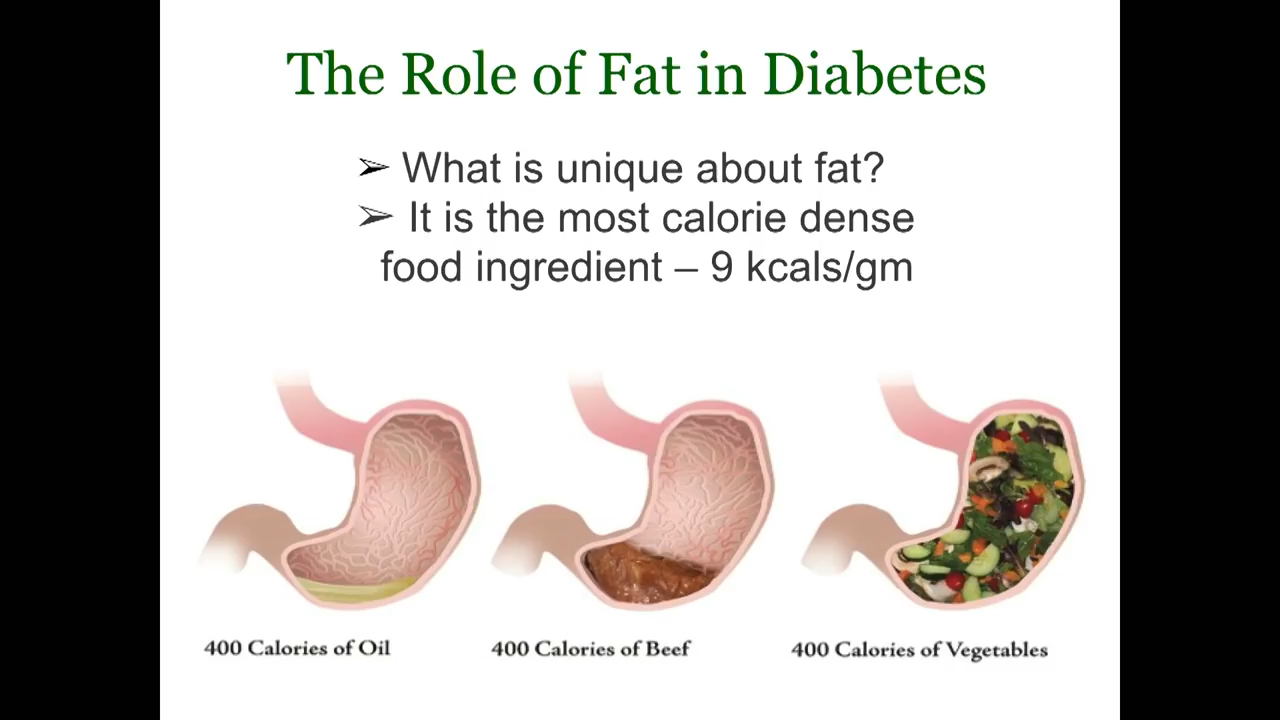 The Role of Fat in Diabetes
➢ What is unique about fat?
➢ It is the most calorie dense
food ingredient – 9 kcals/gm
400 Calories of Oil
400 Calories of Beef
400 Calories of Vegetables